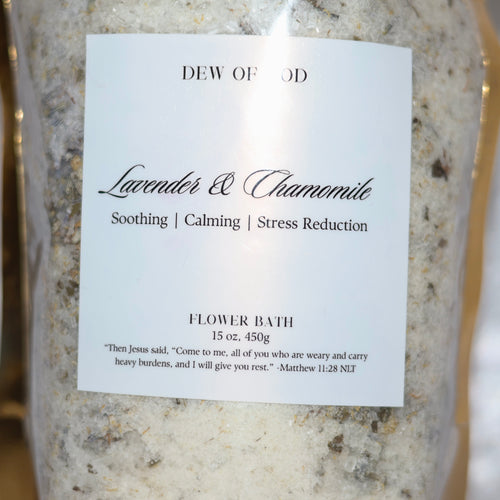 DEW OF OD
Lavender & Chamomile
Soothing | Calming | Stress Reduction
FLOWER BATH
15 oz, 450g
“Then Jesus said, “Come to me, all of you who are weary and carry
heavy burdens, and I will give you rest.” -Matthew 11:28 NLT